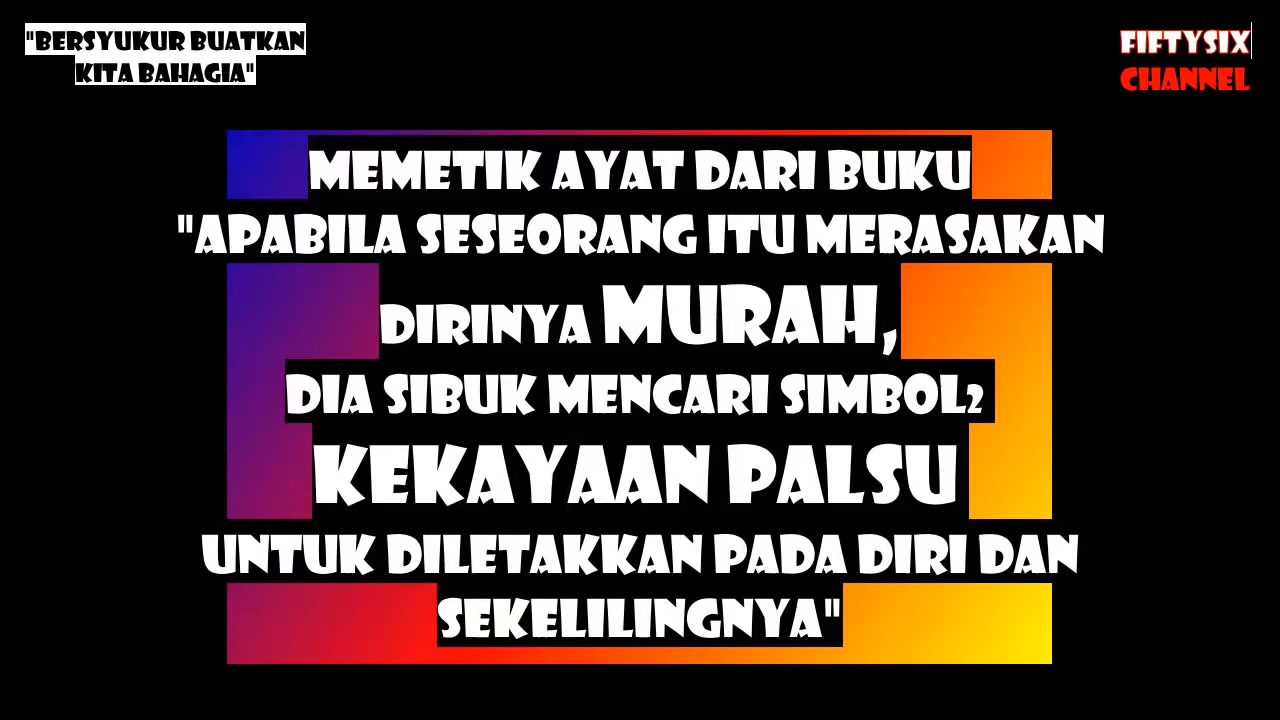 "BERSYUKUR BUATKAN
KITA BAHAGIA"
FIFTYSIX
CHANNEL
MEMETIK AYAT DARI BUKU
"APABILA SESEORANG ITU MERASAKAN
DIRINYA MURAH,
DIA SIBUK MENCARI SIMBOL2
KEKAYAAN PALSU
UNTUK DILETAKKAN PADA DIRI DAN
SEKELILINGNYA"